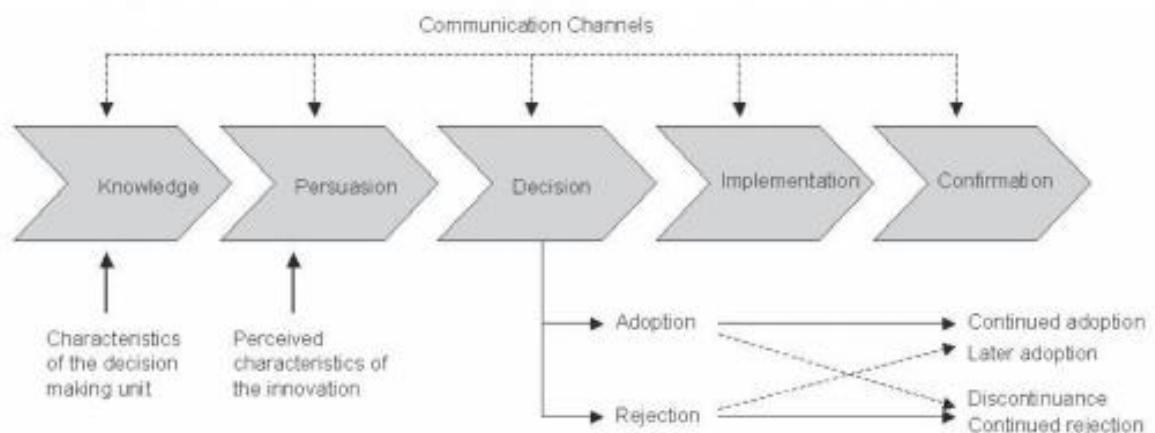 Communication Channels
Knowledge
Persuasion
Decision
Implementation
Confirmation
Characteristics
of the decision
making unit
Perceived
characteristics of
the innovation
Adoption
Rejection
Continued adoption
Later adoption
Discontinuance
Continued rejection